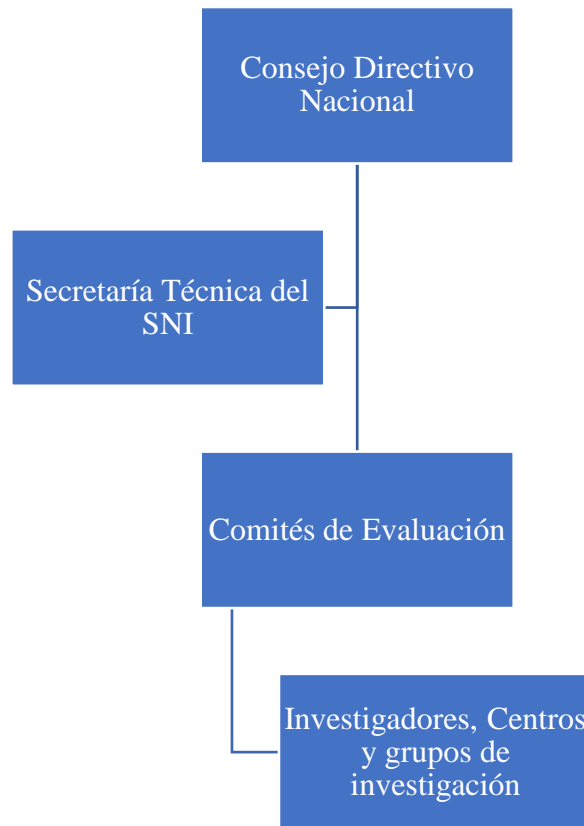 Consejo Directivo
Nacional
Secretaría Técnica del
SNI
Comités de Evaluación
Investigadores, Centros
y grupos de
investigación